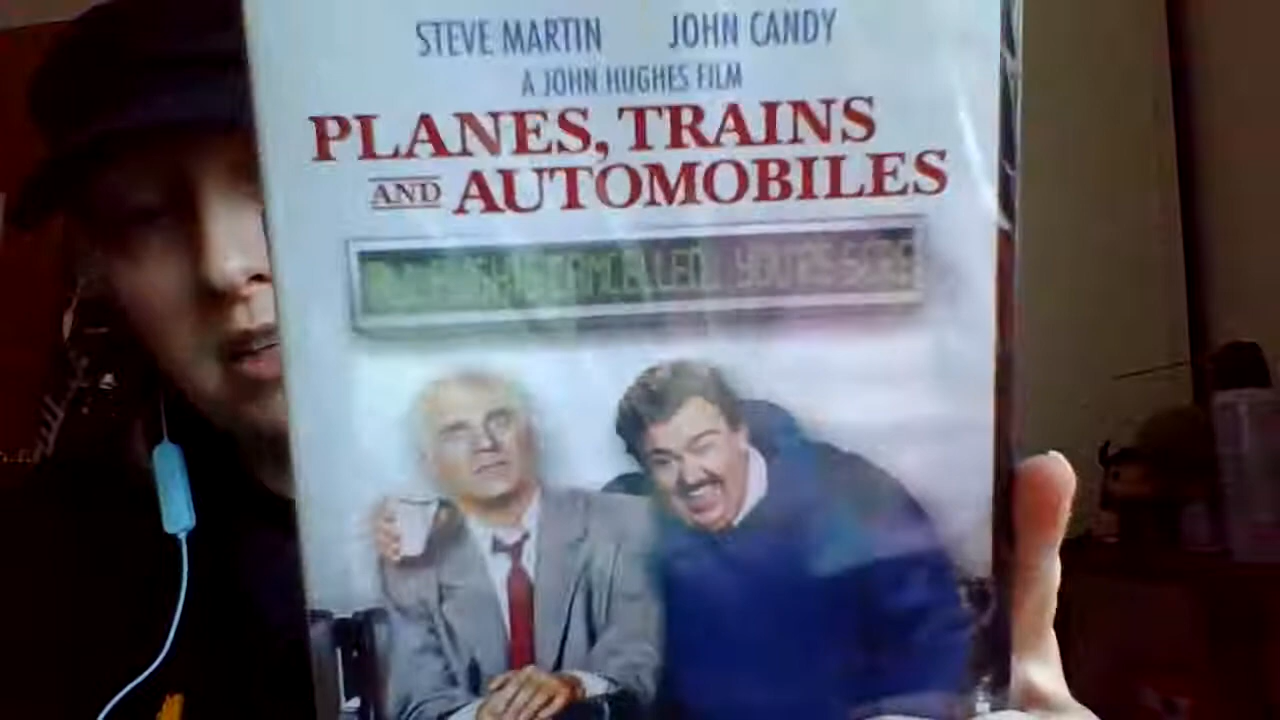 STEVE MARTIN JOHN CANDY
A JOHN HUGHES FILM
PLANES, TRAINS
AND AUTOMOBILES